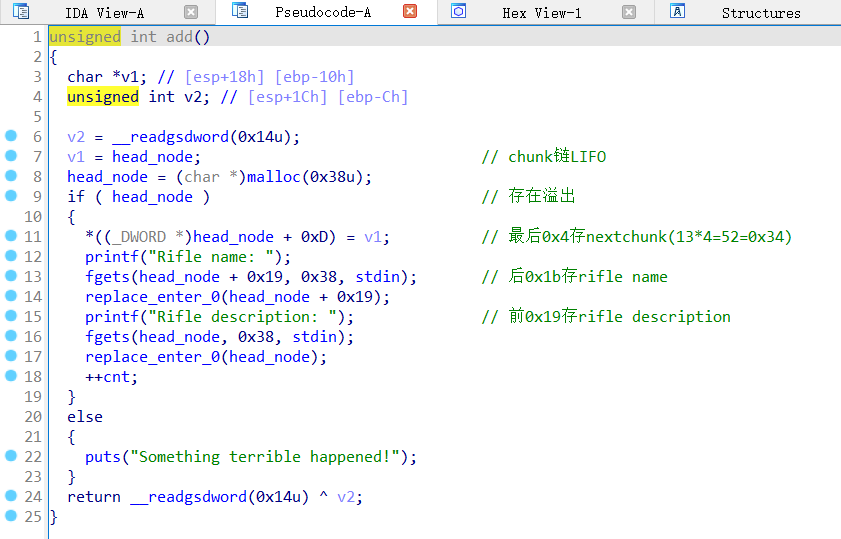 IDA View-A Pseudocode-A Hex View-1 Structures
1 unsigned int add()
2 {
3 char *v1; // [esp+18h] [ebp-10h]
4 unsigned int v2; // [esp+1Ch] [ebp-Ch]
5
6 v2 = __readgsdword(0x14u);
7 v1 = head_node; // chunk链LIFO
8 head_node = (char *)malloc(0x38u);
9 if ( head_node ) // 存在溢出
10 {
11 *((_DWORD *)head_node + 0xD) = v1; // 最后0x4存nextchunk(13*4=52=0x34)
12 printf("Rifle name: ");
13 fgets(head_node + 0x19, 0x38, stdin); // 后0x1b存rifle name
14 replace_enter_0(head_node + 0x19);
15 printf("Rifle description: "); // 前0x19存rifle description
16 fgets(head_node, 0x38, stdin);
17 replace_enter_0(head_node);
18 ++cnt;
19 }
20 else
21 {
22 puts("Something terrible happened!");
23 }
24 return __readgsdword(0x14u) ^ v2;
25 }